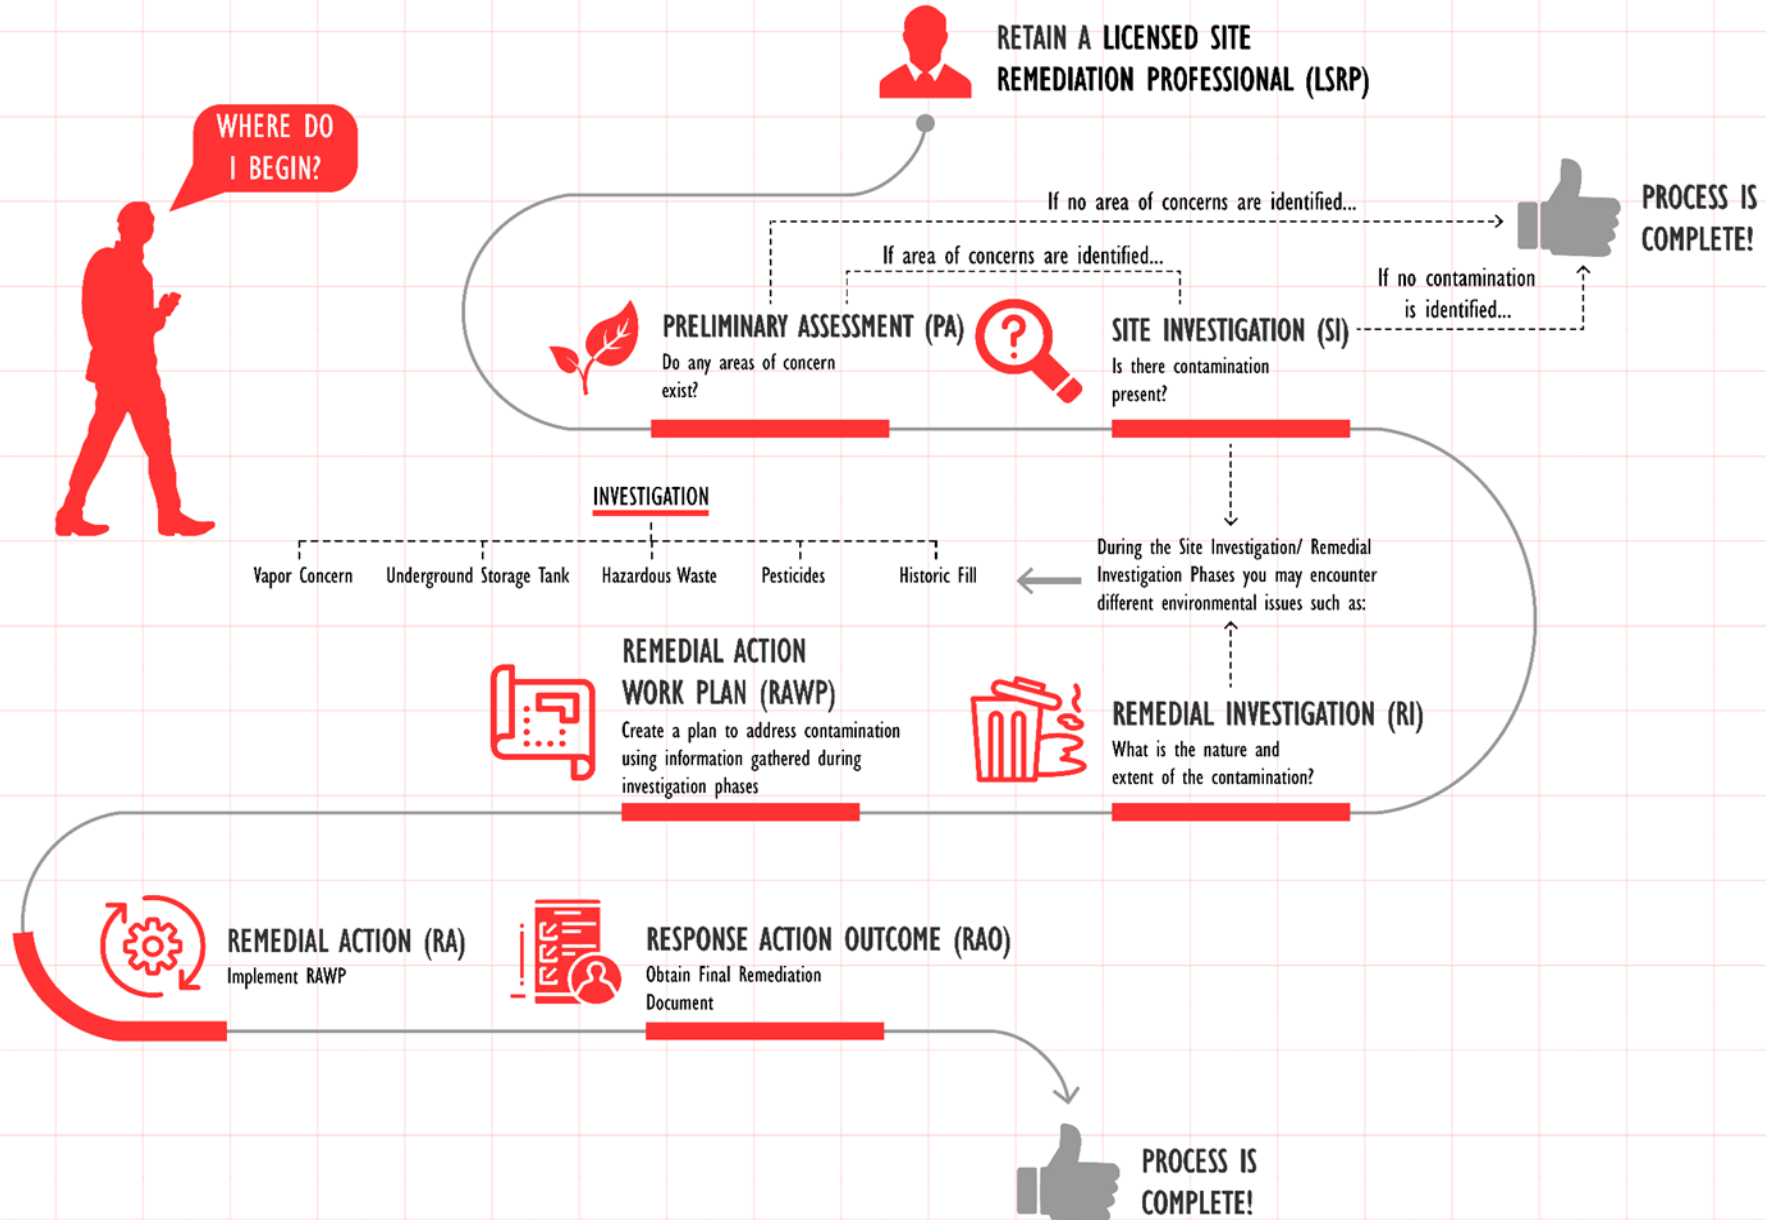 RETAIN A LICENSED SITE
REMEDIATION PROFESSIONAL (LSRP)
WHERE DO
I BEGIN?
If no area of concerns are identified...
PROCESS IS
COMPLETE!
If area of concerns are identified...
If no contamination
is identified...
PRELIMINARY ASSESSMENT (PA)
Do any areas of concern
exist?
SITE INVESTIGATION (SI)
Is there contamination
present?
INVESTIGATION
Vapor Concern
Underground Storage Tank
Hazardous Waste
Pesticides
Historic Fill
During the Site Investigation/ Remedial
Investigation Phases you may encounter
different environmental issues such as:
REMEDIAL ACTION
WORK PLAN (RAWP)
Create a plan to address contamination
using information gathered during
investigation phases
REMEDIAL INVESTIGATION (RI)
What is the nature and
extent of the contamination?
REMEDIAL ACTION (RA)
Implement RAWP
RESPONSE ACTION OUTCOME (RAO)
Obtain Final Remediation
Document
PROCESS IS
COMPLETE!